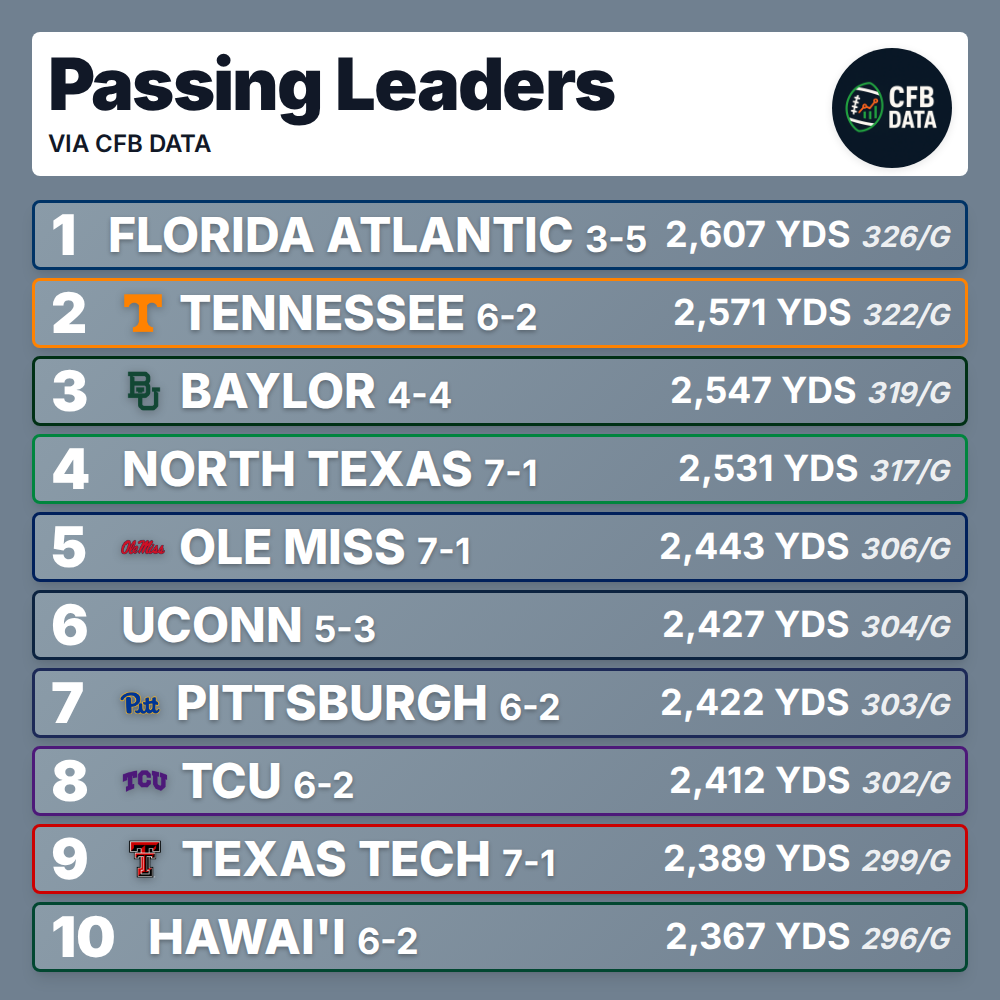 Passing Leaders
VIA CFB DATA
CFB
DATA
1 FLORIDA ATLANTIC 3-5 2,607 YDS 326/G
2 T TENNESSEE 6-2 2,571 YDS 322/G
3 BU BAYLOR 4-4 2,547 YDS 319/G
4 NORTH TEXAS 7-1 2,531 YDS 317/G
5 Ole Miss OLE MISS 7-1 2,443 YDS 306/G
6 UCONN 5-3 2,427 YDS 304/G
7 Pitt PITTSBURGH 6-2 2,422 YDS 303/G
8 TCU TCU 6-2 2,412 YDS 302/G
9 TT TEXAS TECH 7-1 2,389 YDS 299/G
10 HAWAI'I 6-2 2,367 YDS 296/G